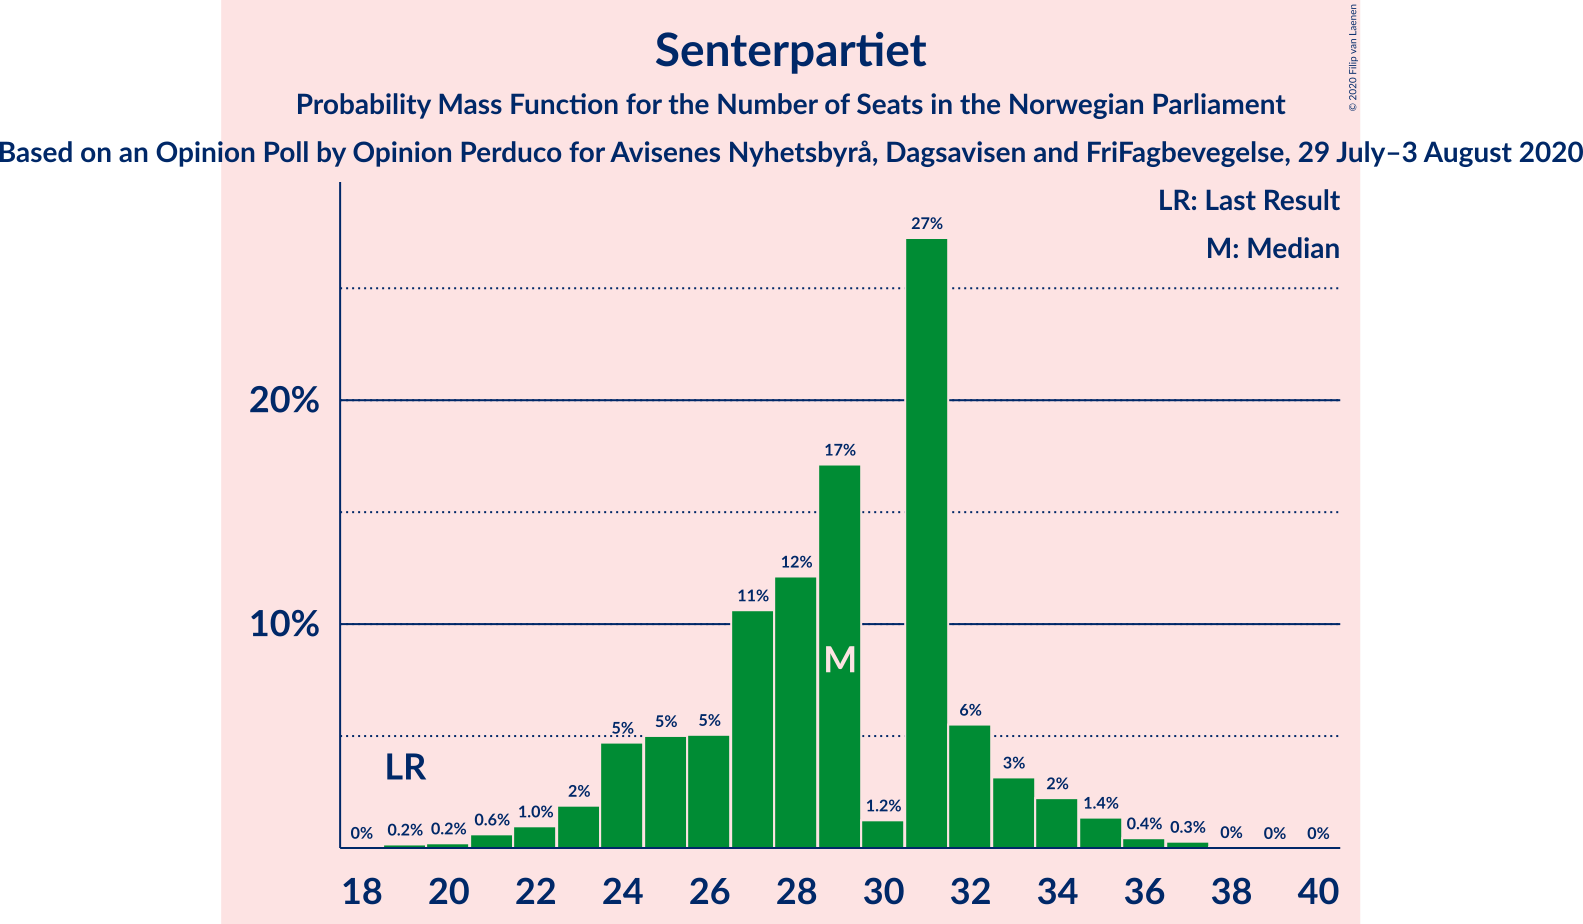 Senterpartiet
Probability Mass Function for the Number of Seats in the Norwegian Parliament
Based on an Opinion Poll by Opinion Perduco for Avisenes Nyhetsbyrå, Dagsavisen and FriFagbevegelse, 29 July–3 August 2020
© 2020 Filip van Laenen
LR: Last Result
M: Median
20%
10%
0% 0.2% 0.2% 0.6% 1.0% 2% 5% 5% 5% 11% 12% 17% 1.2% 27% 6% 3% 2% 1.4% 0.4% 0.3% 0% 0% 0%
LR
M
18 20 22 24 26 28 30 32 34 36 38 40